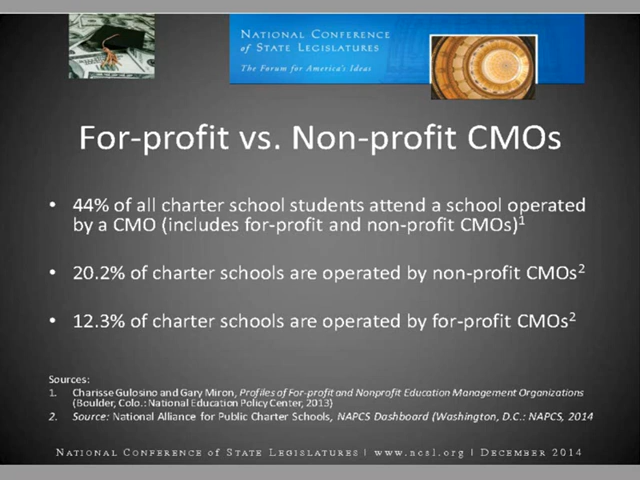 NATIONAL CONFERENCE
of STATE LEGISLATURES
The Forum for America's Ideas
For-profit vs. Non-profit CMOs
• 44% of all charter school students attend a school operated
by a CMO (includes for-profit and non-profit CMOs)1
• 20.2% of charter schools are operated by non-profit CMOs2
• 12.3% of charter schools are operated by for-profit CMOs2
Sources:
1. Charisse Gulosino and Gary Miron, Profiles of For-profit and Nonprofit Education Management Organizations
(Boulder, Colo.: National Education Policy Center, 2013)
2. Source: National Alliance for Public Charter Schools, NAPCS Dashboard (Washington, D.C.: NAPCS, 2014
NATIONAL CONFERENCE OF STATE LEGISLATURES | www.ncsl.org | DECEMBER 2014